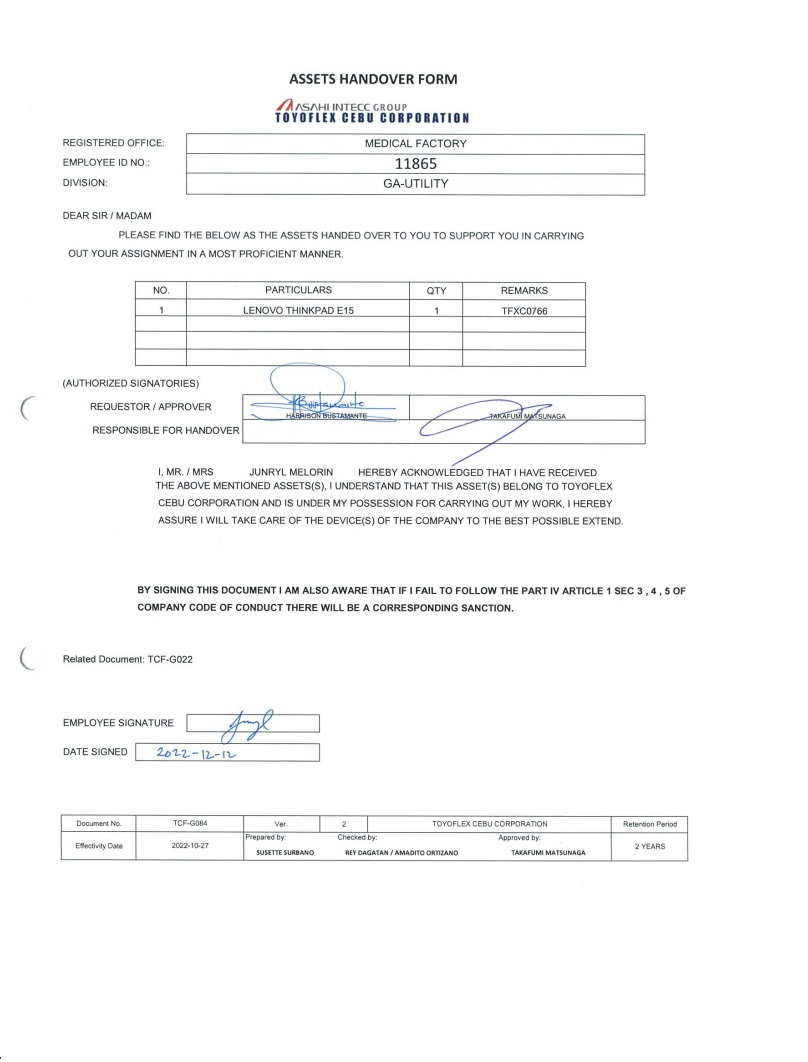 ASSETS HANDOVER FORM
ASAHI INTECC GROUP
TOYOFLEX CEBU CORPORATION
REGISTERED OFFICE: MEDICAL FACTORY
EMPLOYEE ID NO.: 11865
DIVISION: GA-UTILITY
DEAR SIR / MADAM
PLEASE FIND THE BELOW AS THE ASSETS HANDED OVER TO YOU TO SUPPORT YOU IN CARRYING
OUT YOUR ASSIGNMENT IN A MOST PROFICIENT MANNER.
NO. PARTICULARS QTY REMARKS
1 LENOVO THINKPAD E15 1 TFXC0766
(AUTHORIZED SIGNATORIES)
REQUESTOR / APPROVER HARRISON BUSTAMANTE TAKAFUMI MATSUNAGA
RESPONSIBLE FOR HANDOVER
I, MR. / MRS JUNRYL MELORIN HEREBY ACKNOWLEDGED THAT I HAVE RECEIVED
THE ABOVE MENTIONED ASSETS(S), I UNDERSTAND THAT THIS ASSET(S) BELONG TO TOYOFLEX
CEBU CORPORATION AND IS UNDER MY POSSESSION FOR CARRYING OUT MY WORK, I HEREBY
ASSURE I WILL TAKE CARE OF THE DEVICE(S) OF THE COMPANY TO THE BEST POSSIBLE EXTEND.
BY SIGNING THIS DOCUMENT I AM ALSO AWARE THAT IF I FAIL TO FOLLOW THE PART IV ARTICLE 1 SEC 3 , 4 , 5 OF
COMPANY CODE OF CONDUCT THERE WILL BE A CORRESPONDING SANCTION.
Related Document: TCF-G022
EMPLOYEE SIGNATURE
DATE SIGNED 2022-12-12
Document No. TCF-G084 Ver. 2 TOYOFLEX CEBU CORPORATION Retention Period
Effectivity Date 2022-10-27 Prepared by: Checked by: Approved by: 2 YEARS
SUSETTE SURBANO REY DAGATAN / AMADITO ORTIZANO TAKAFUMI MATSUNAGA